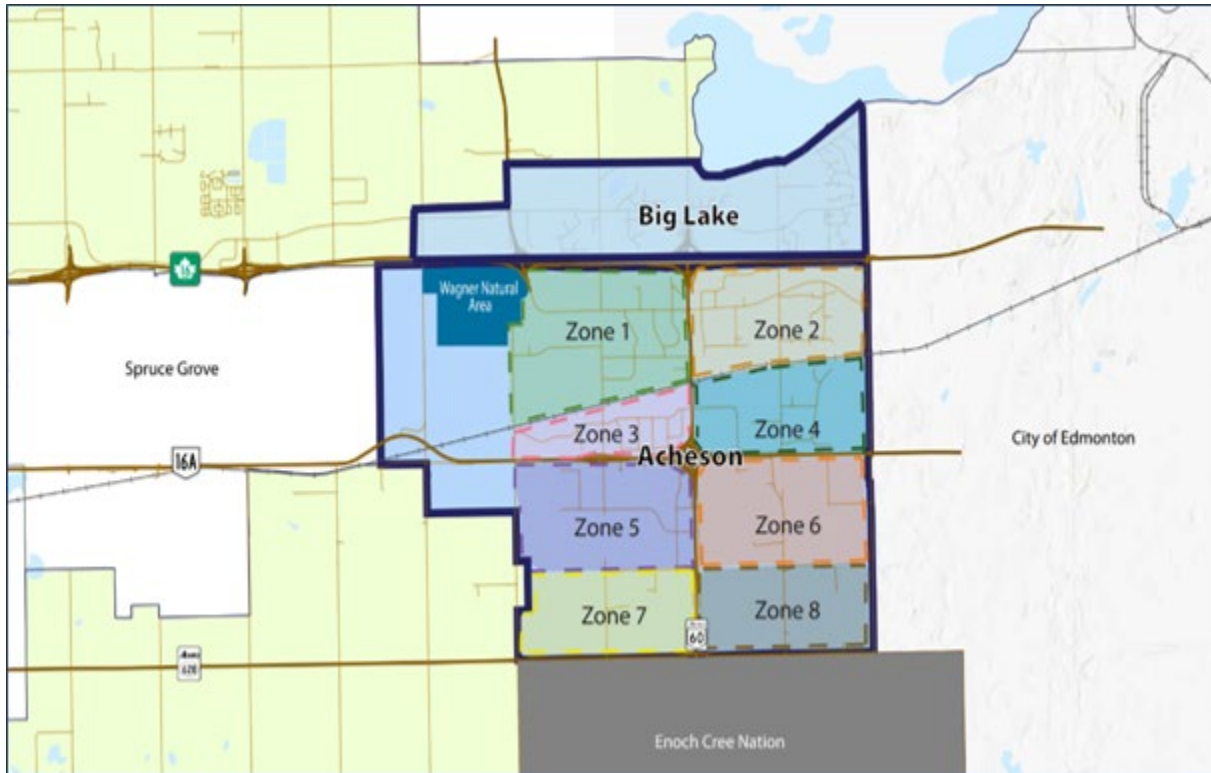 Big Lake
16
Wagner Natural
Area
Zone 1
Zone 2
Spruce Grove
Zone 3
Zone 4
City of Edmonton
16A
Acheson
Zone 5
Zone 6
Zone 7
Zone 8
60
628
Enoch Cree Nation